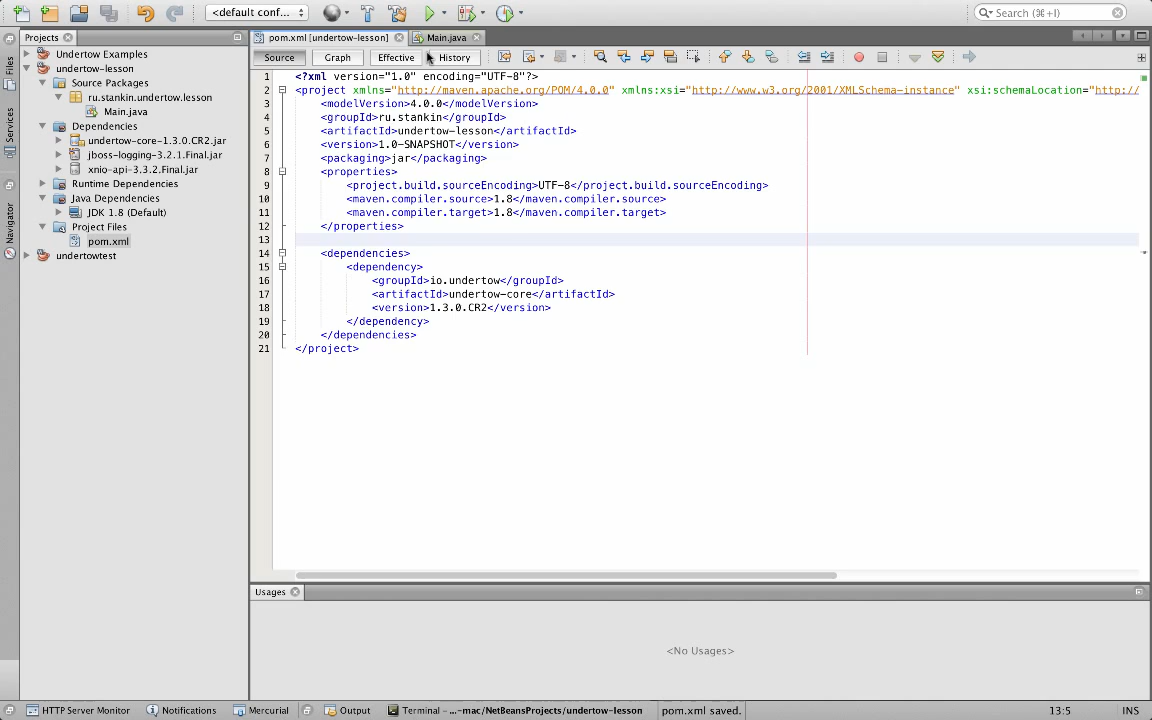 <default conf...
Search (⌘+I)
Projects
pom.xml [undertow-lesson]
Main.java
Files
Services
Navigator
Undertow Examples
undertow-lesson
Source Packages
ru.stankin.undertow.lesson
Main.java
Dependencies
undertow-core-1.3.0.CR2.jar
jboss-logging-3.2.1.Final.jar
xnio-api-3.3.2.Final.jar
Runtime Dependencies
Java Dependencies
JDK 1.8 (Default)
Project Files
pom.xml
undertowtest
Source Graph Effective History
1 <?xml version="1.0" encoding="UTF-8"?>
2 <project xmlns="http://maven.apache.org/POM/4.0.0" xmlns:xsi="http://www.w3.org/2001/XMLSchema-instance" xsi:schemaLocation="http://
3 <modelVersion>4.0.0</modelVersion>
4 <groupId>ru.stankin</groupId>
5 <artifactId>undertow-lesson</artifactId>
6 <version>1.0-SNAPSHOT</version>
7 <packaging>jar</packaging>
8 <properties>
9 <project.build.sourceEncoding>UTF-8</project.build.sourceEncoding>
10 <maven.compiler.source>1.8</maven.compiler.source>
11 <maven.compiler.target>1.8</maven.compiler.target>
12 </properties>
13
14 <dependencies>
15 <dependency>
16 <groupId>io.undertow</groupId>
17 <artifactId>undertow-core</artifactId>
18 <version>1.3.0.CR2</version>
19 </dependency>
20 </dependencies>
21 </project>
Usages
<No Usages>
HTTP Server Monitor Notifications Mercurial Output Terminal - ...-mac/NetBeansProjects/undertow-lesson pom.xml saved. 13:5 INS